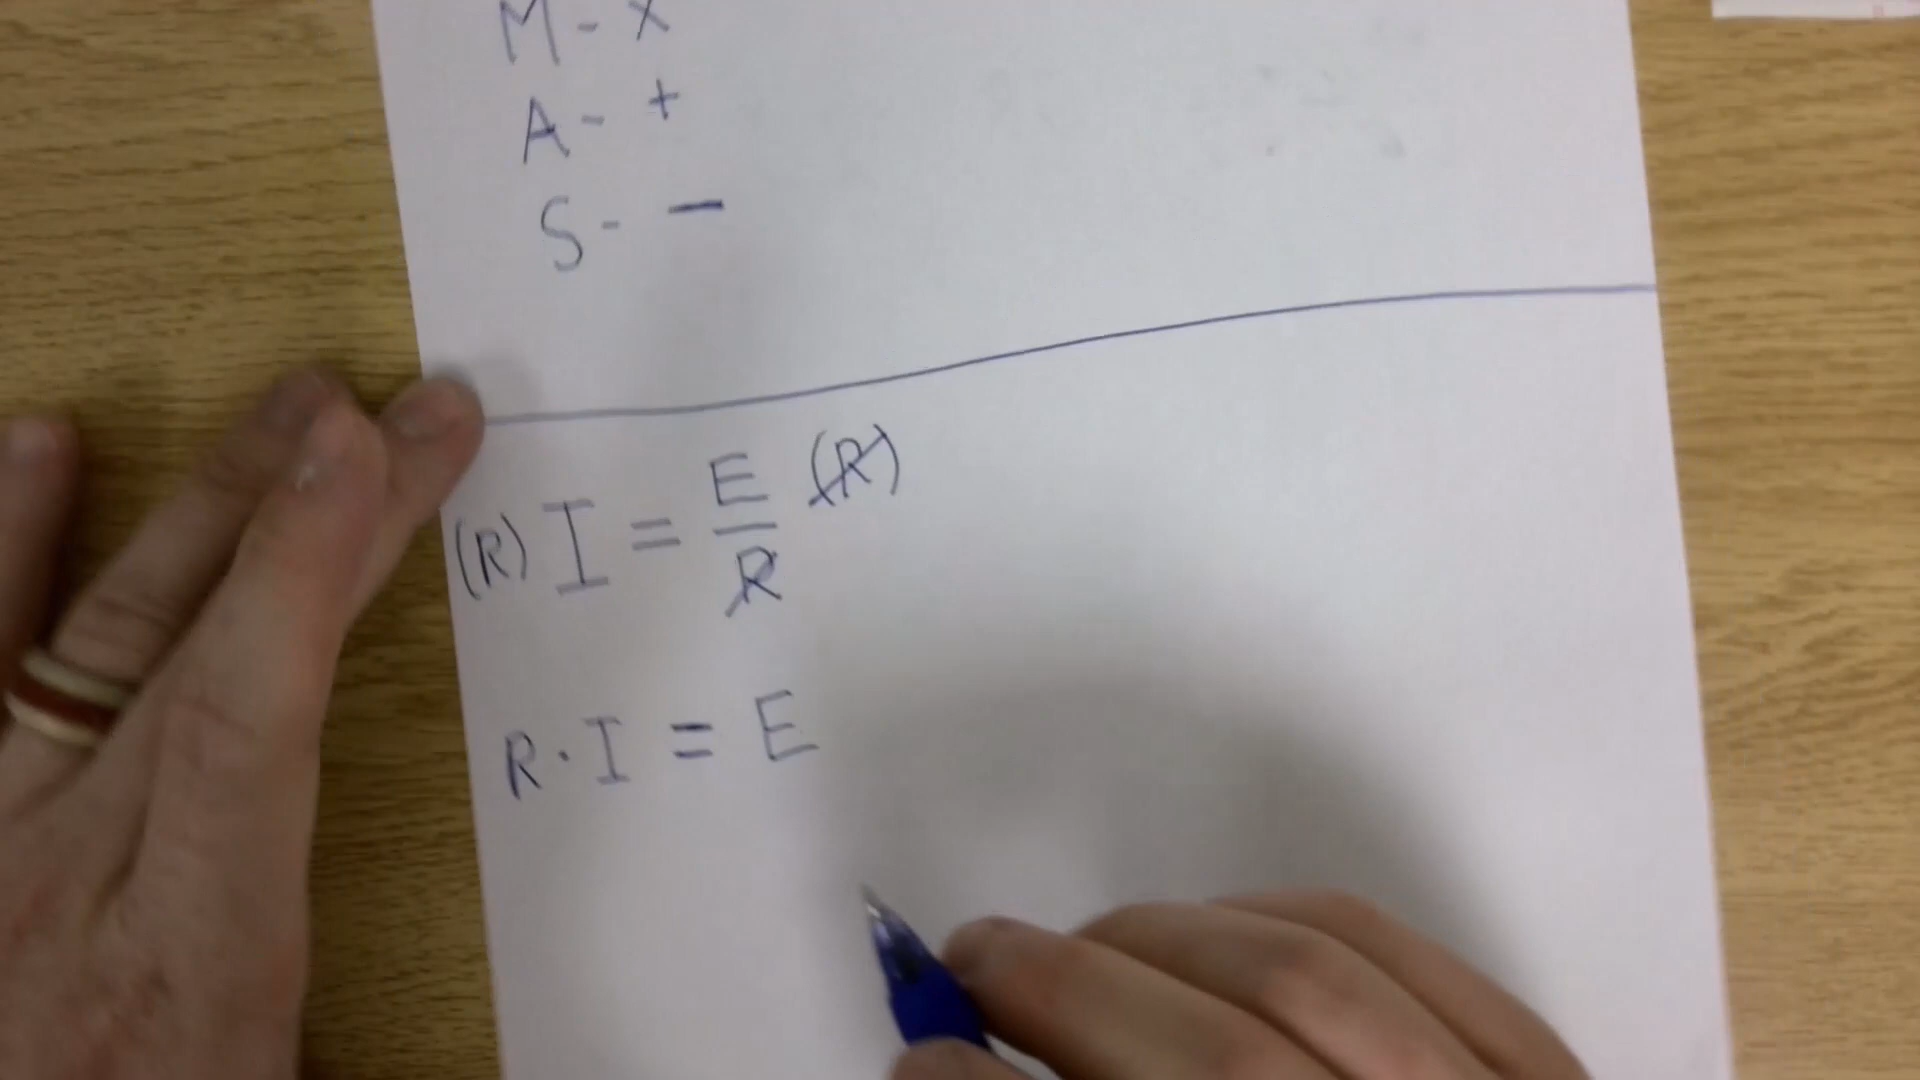 M - x
A - +
S - −
(R) I = E/R (R)
R · I = E